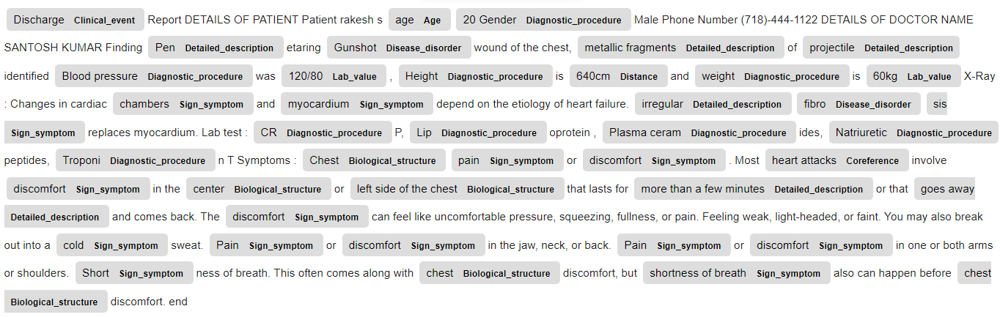 Discharge Clinical_event Report DETAILS OF PATIENT Patient rakesh s age Age 20 Gender Diagnostic_procedure Male Phone Number (718)-444-1122 DETAILS OF DOCTOR NAME
SANTOSH KUMAR Finding Pen Detailed_description etaring Gunshot Disease_disorder wound of the chest, metallic fragments Detailed_description of projectile Detailed_description
identified Blood pressure Diagnostic_procedure was 120/80 Lab_value , Height Diagnostic_procedure is 640cm Distance and weight Diagnostic_procedure is 60kg Lab_value X-Ray
: Changes in cardiac chambers Sign_symptom and myocardium Sign_symptom depend on the etiology of heart failure. irregular Detailed_description fibro Disease_disorder sis
Sign_symptom replaces myocardium. Lab test : CR Diagnostic_procedure P, Lip Diagnostic_procedure oprotein , Plasma ceram Diagnostic_procedure ides, Natriuretic Diagnostic_procedure
peptides, Troponi Diagnostic_procedure n T Symptoms : Chest Biological_structure pain Sign_symptom or discomfort Sign_symptom . Most heart attacks Coreference involve
discomfort Sign_symptom in the center Biological_structure or left side of the chest Biological_structure that lasts for more than a few minutes Detailed_description or that goes away
Detailed_description and comes back. The discomfort Sign_symptom can feel like uncomfortable pressure, squeezing, fullness, or pain. Feeling weak, light-headed, or faint. You may also break
out into a cold Sign_symptom sweat. Pain Sign_symptom or discomfort Sign_symptom in the jaw, neck, or back. Pain Sign_symptom or discomfort Sign_symptom in one or both arms
or shoulders. Short Sign_symptom ness of breath. This often comes along with chest Biological_structure discomfort, but shortness of breath Sign_symptom also can happen before chest
Biological_structure discomfort. end